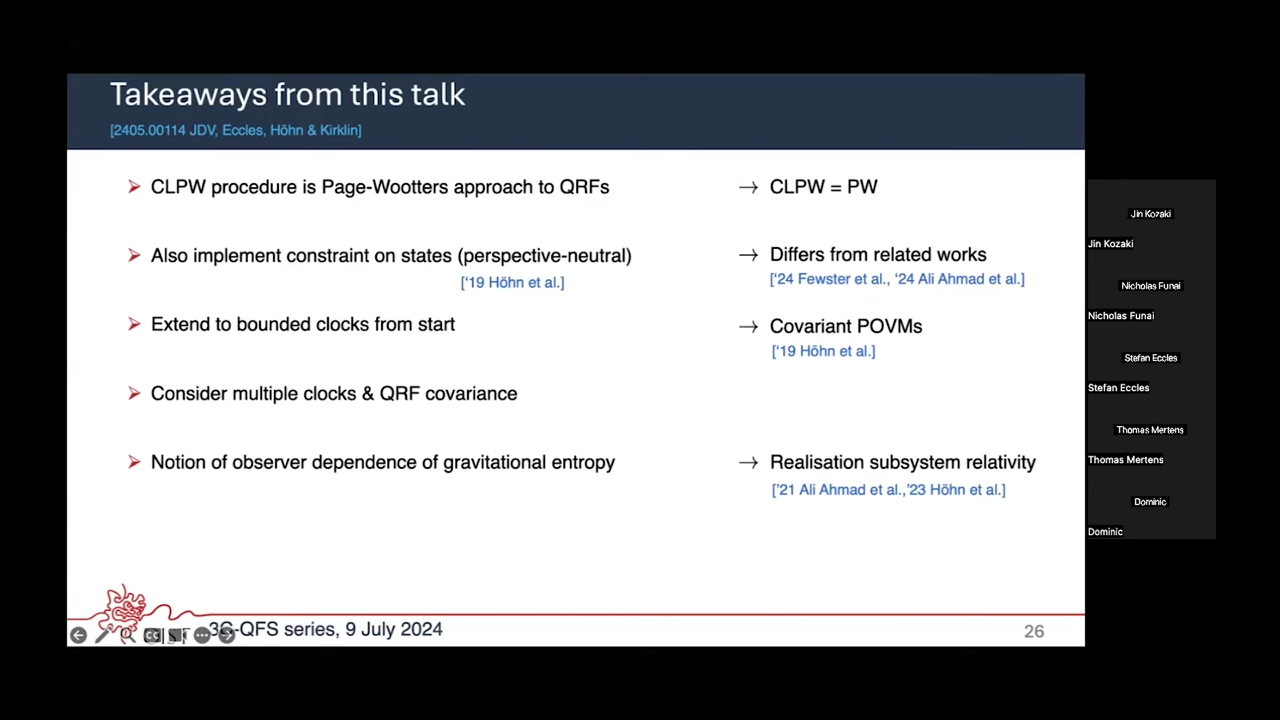 Takeaways from this talk
[2405.00114 JDV, Eccles, Höhn & Kirklin]
➤ CLPW procedure is Page-Wootters approach to QRFs
→ CLPW = PW
➤ Also implement constraint on states (perspective-neutral)
['19 Höhn et al.]
→ Differs from related works
['24 Fewster et al., '24 Ali Ahmad et al.]
➤ Extend to bounded clocks from start
→ Covariant POVMs
['19 Höhn et al.]
➤ Consider multiple clocks & QRF covariance
➤ Notion of observer dependence of gravitational entropy
→ Realisation subsystem relativity
['21 Ali Ahmad et al.,'23 Höhn et al.]
3G-QFS series, 9 July 2024
26
Jin Kozaki
Jin Kozaki
Nicholas Funai
Nicholas Funai
Stefan Eccles
Stefan Eccles
Thomas Mertens
Thomas Mertens
Dominic
Dominic